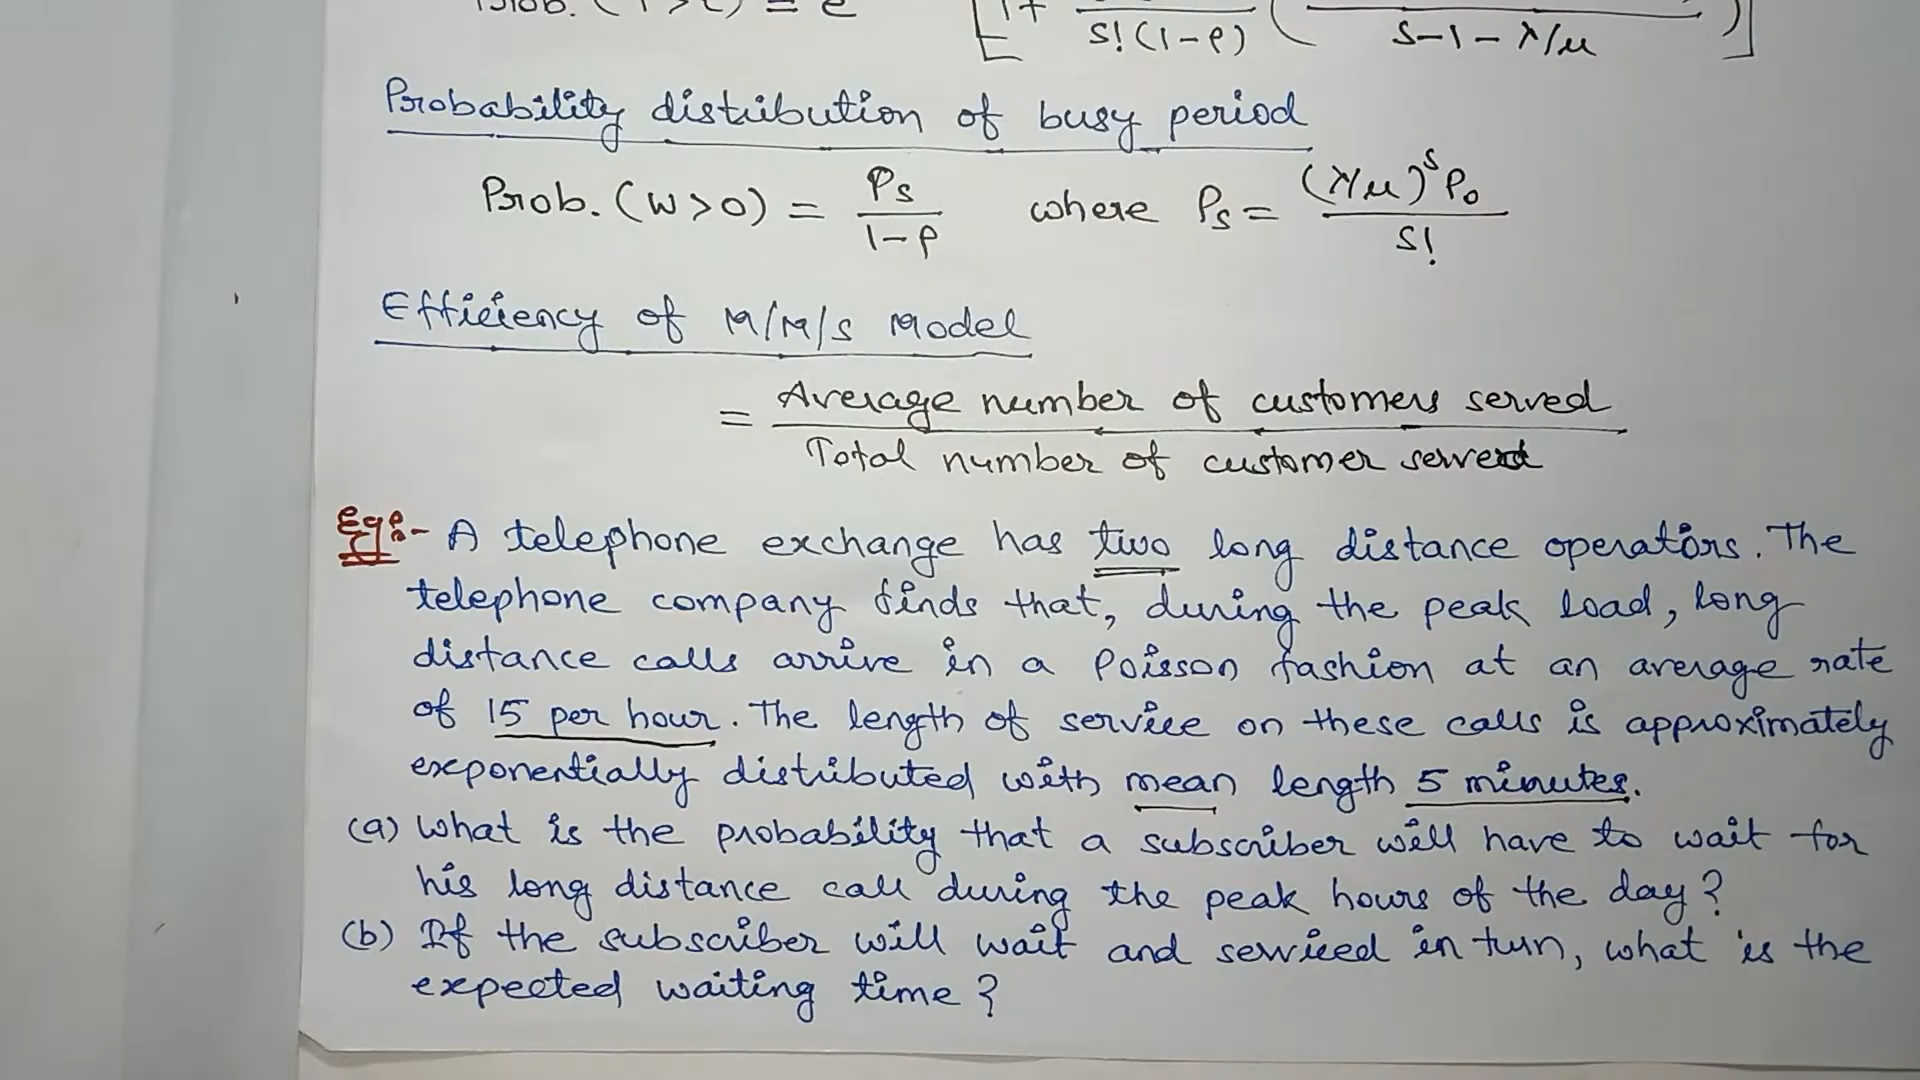 Prob. (T>t) = e [1+ / S!(1-ρ) ( / S-1-λ/μ )]
Probability distribution of busy period
Prob. (W>0) = Ps / 1-ρ where Ps = (λ/μ)^s P0 / S!
Efficiency of M/M/S Model
= Average number of customers served
Total number of customer served
Eg:- A telephone exchange has two long distance operators. The
telephone company finds that, during the peak load, long
distance calls arrive in a Poisson fashion at an average rate
of 15 per hour. The length of service on these calls is approximately
exponentially distributed with mean length 5 minutes.
(a) What is the probability that a subscriber will have to wait for
his long distance call during the peak hours of the day?
(b) If the subscriber will wait and serviced in turn, what is the
expected waiting time?